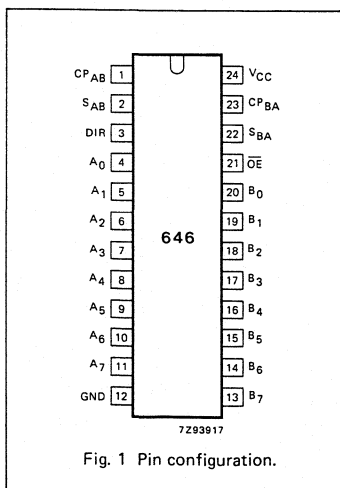 CPAB 1 24 VCC
SAB 2 23 CPBA
DIR 3 22 SBA
A0 4 21 OE
A1 5 20 B0
A2 6 19 B1
A3 7 18 B2
646
A4 8 17 B3
A5 9 16 B4
A6 10 15 B5
A7 11 14 B6
GND 12 13 B7
7Z93917
Fig. 1 Pin configuration.